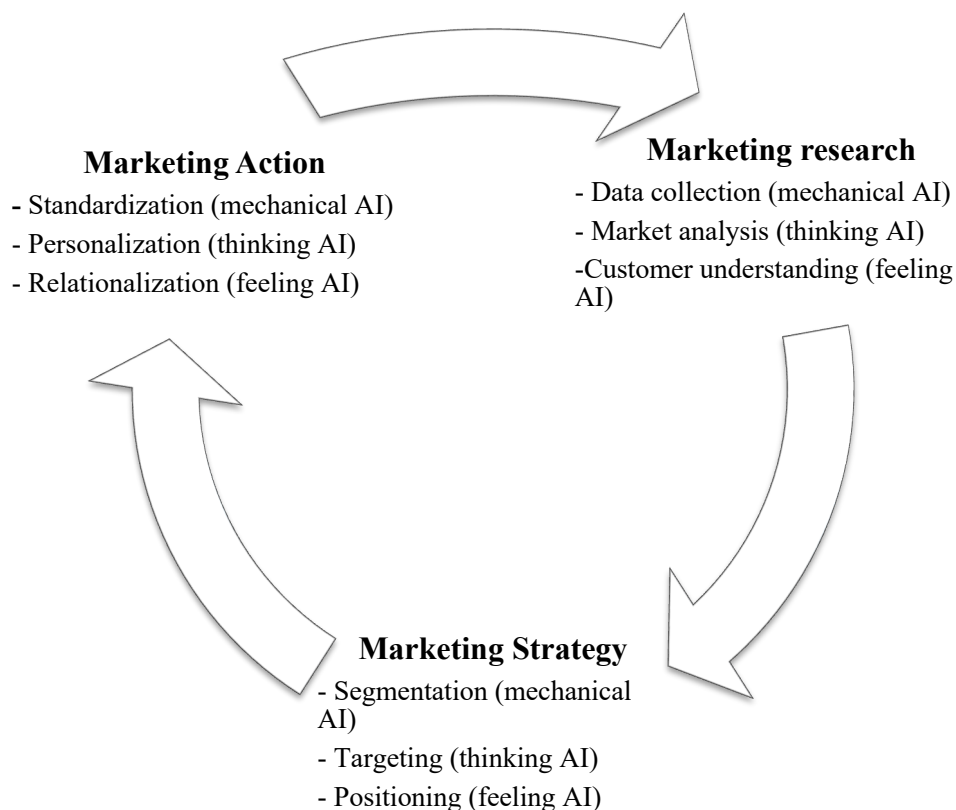 Marketing Action
- Standardization (mechanical AI)
- Personalization (thinking AI)
- Relationalization (feeling AI)
Marketing research
- Data collection (mechanical AI)
- Market analysis (thinking AI)
-Customer understanding (feeling
AI)
Marketing Strategy
- Segmentation (mechanical
AI)
- Targeting (thinking AI)
- Positioning (feeling AI)